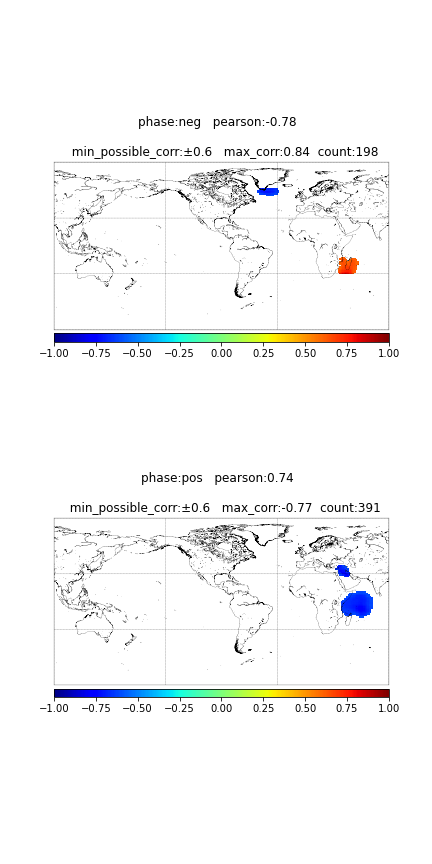 phase:neg pearson:-0.78
min_possible_corr:±0.6 max_corr:0.84 count:198
−1.00 −0.75 −0.50 −0.25 0.00 0.25 0.50 0.75 1.00
phase:pos pearson:0.74
min_possible_corr:±0.6 max_corr:-0.77 count:391
−1.00 −0.75 −0.50 −0.25 0.00 0.25 0.50 0.75 1.00